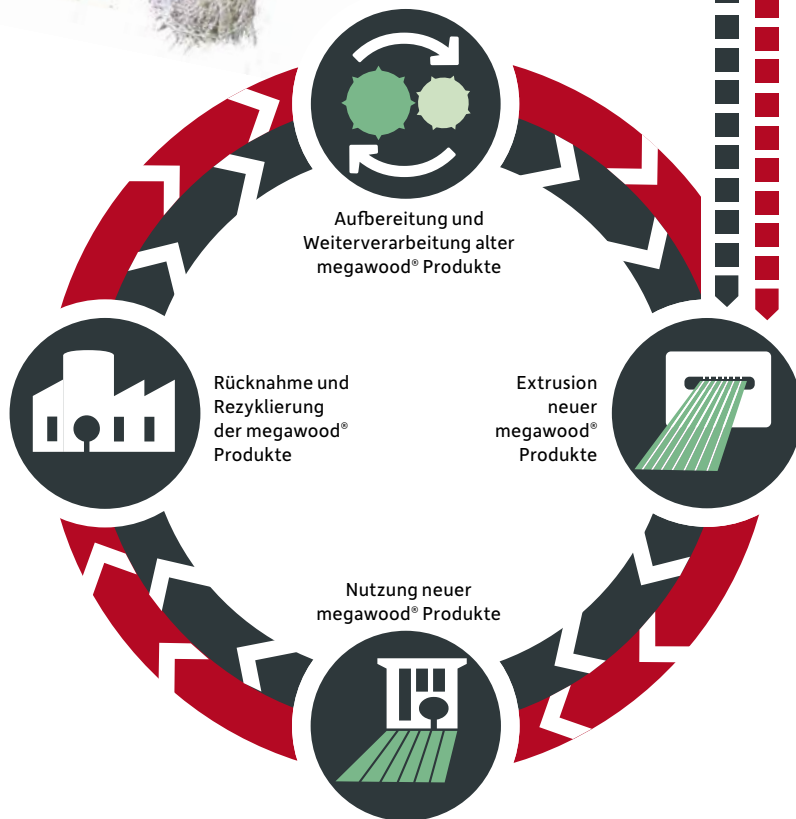 Aufbereitung und
Weiterverarbeitung alter
megawood® Produkte
Rücknahme und
Rezyklierung
der megawood®
Produkte
Extrusion
neuer
megawood®
Produkte
Nutzung neuer
megawood® Produkte